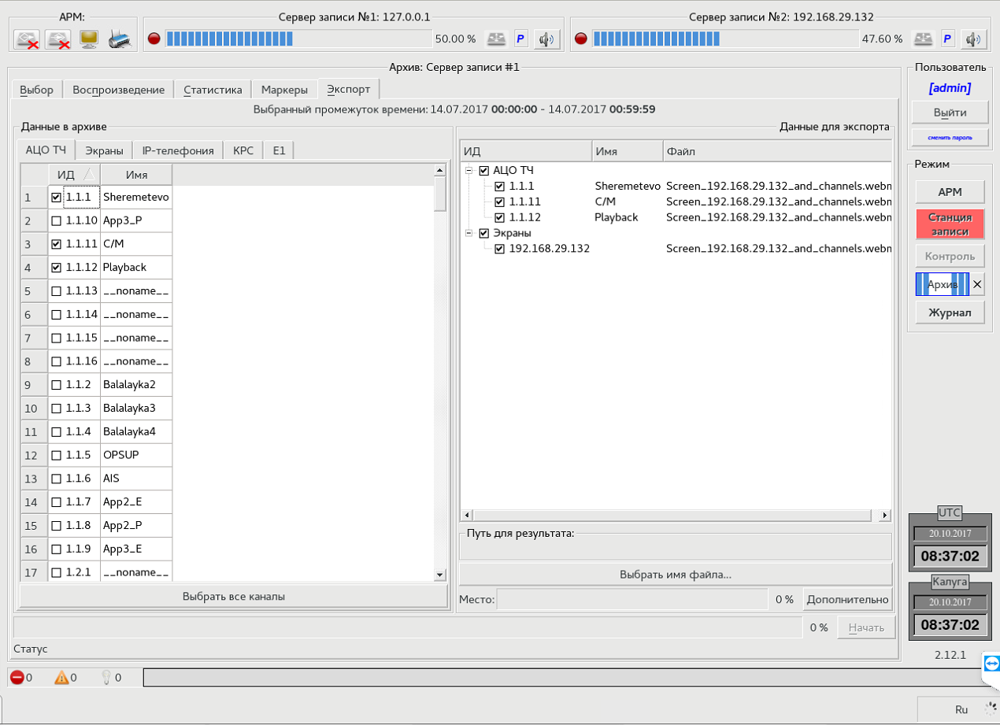 АРМ:
Сервер записи №1: 127.0.0.1
50.00 %
P
Сервер записи №2: 192.168.29.132
47.60 %
P
Архив: Сервер записи #1
Выбор
Воспроизведение
Статистика
Маркеры
Экспорт
Выбранный промежуток времени: 14.07.2017 00:00:00 - 14.07.2017 00:59:59
Данные в архиве
АЦО ТЧ
Экраны
IP-телефония
КРС
E1
ИД Имя
1 1.1.1 Sheremetevo
2 1.1.10 App3_P
3 1.1.11 C/M
4 1.1.12 Playback
5 1.1.13 __noname__
6 1.1.14 __noname__
7 1.1.15 __noname__
8 1.1.16 __noname__
9 1.1.2 Balalayka2
10 1.1.3 Balalayka3
11 1.1.4 Balalayka4
12 1.1.5 OPSUP
13 1.1.6 AIS
14 1.1.7 App2_E
15 1.1.8 App2_P
16 1.1.9 App3_E
17 1.2.1 __noname__
Выбрать все каналы
Данные для экспорта
ИД Имя Файл
АЦО ТЧ
1.1.1 Sheremetevo Screen_192.168.29.132_and_channels.webm
1.1.11 C/M Screen_192.168.29.132_and_channels.webm
1.1.12 Playback Screen_192.168.29.132_and_channels.webm
Экраны
192.168.29.132 Screen_192.168.29.132_and_channels.webm
Путь для результата:
Выбрать имя файла...
Место:
0 %
Дополнительно
0 %
Начать
Статус
Пользователь
[admin]
Выйти
сменить пароль
Режим
АРМ
Станция
записи
Контроль
Архив
Журнал
UTC
20.10.2017
08:37:02
Калуга
20.10.2017
08:37:02
2.12.1
0
0
0
Ru